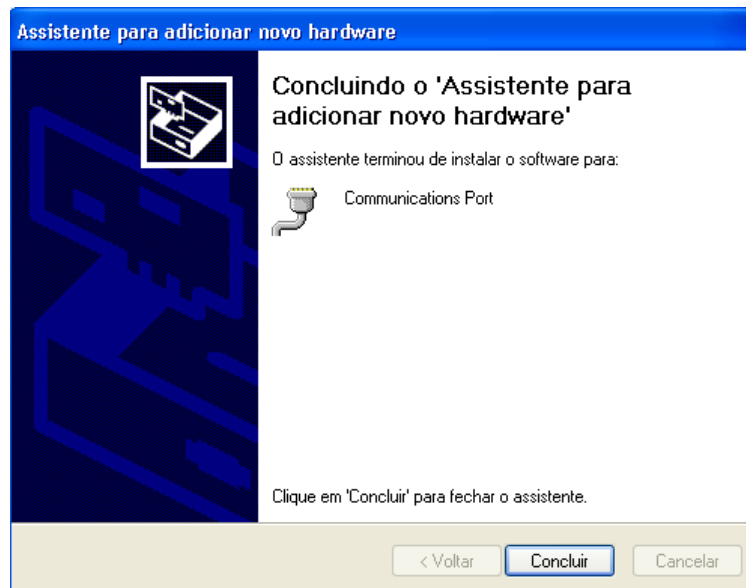 Assistente para adicionar novo hardware
Concluindo o 'Assistente para
adicionar novo hardware'
O assistente terminou de instalar o software para:
Communications Port
Clique em 'Concluir' para fechar o assistente.
< Voltar
Concluir
Cancelar